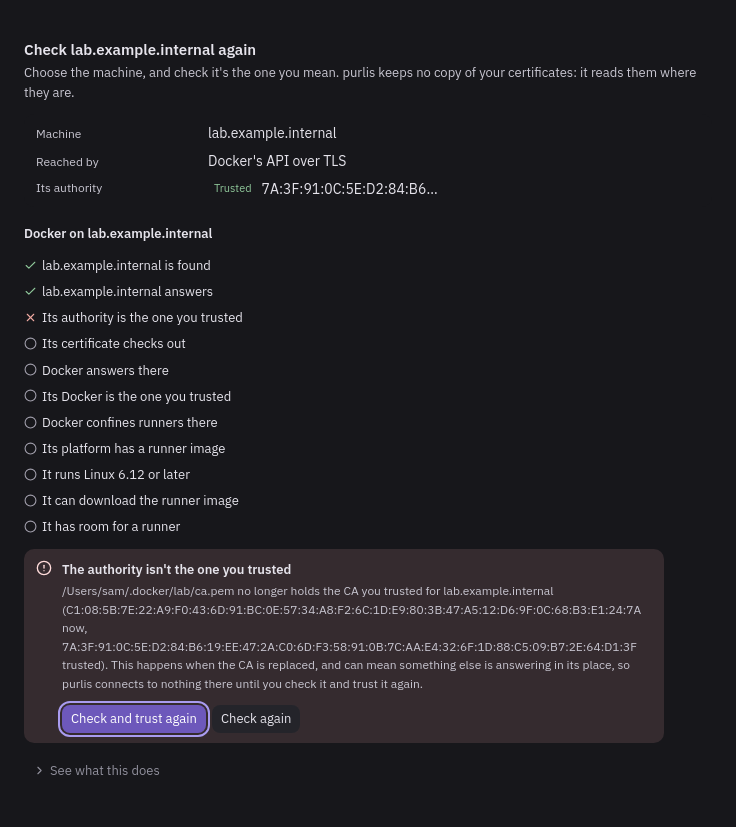 Check lab.example.internal again
Choose the machine, and check it's the one you mean. purlis keeps no copy of your certificates: it reads them where
they are.
Machine lab.example.internal
Reached by Docker's API over TLS
Its authority Trusted 7A:3F:91:0C:5E:D2:84:B6...
Docker on lab.example.internal
lab.example.internal is found
lab.example.internal answers
Its authority is the one you trusted
Its certificate checks out
Docker answers there
Its Docker is the one you trusted
Docker confines runners there
Its platform has a runner image
It runs Linux 6.12 or later
It can download the runner image
It has room for a runner
The authority isn't the one you trusted
/Users/sam/.docker/lab/ca.pem no longer holds the CA you trusted for lab.example.internal
(C1:08:5B:7E:22:A9:F0:43:6D:91:BC:0E:57:34:A8:F2:6C:1D:E9:80:3B:47:A5:12:D6:9F:0C:68:B3:E1:24:7A
now,
7A:3F:91:0C:5E:D2:84:B6:19:EE:47:2A:C0:6D:F3:58:91:0B:7C:AA:E4:32:6F:1D:88:C5:09:B7:2E:64:D1:3F
trusted). This happens when the CA is replaced, and can mean something else is answering in its place, so
purlis connects to nothing there until you check it and trust it again.
Check and trust again Check again
See what this does